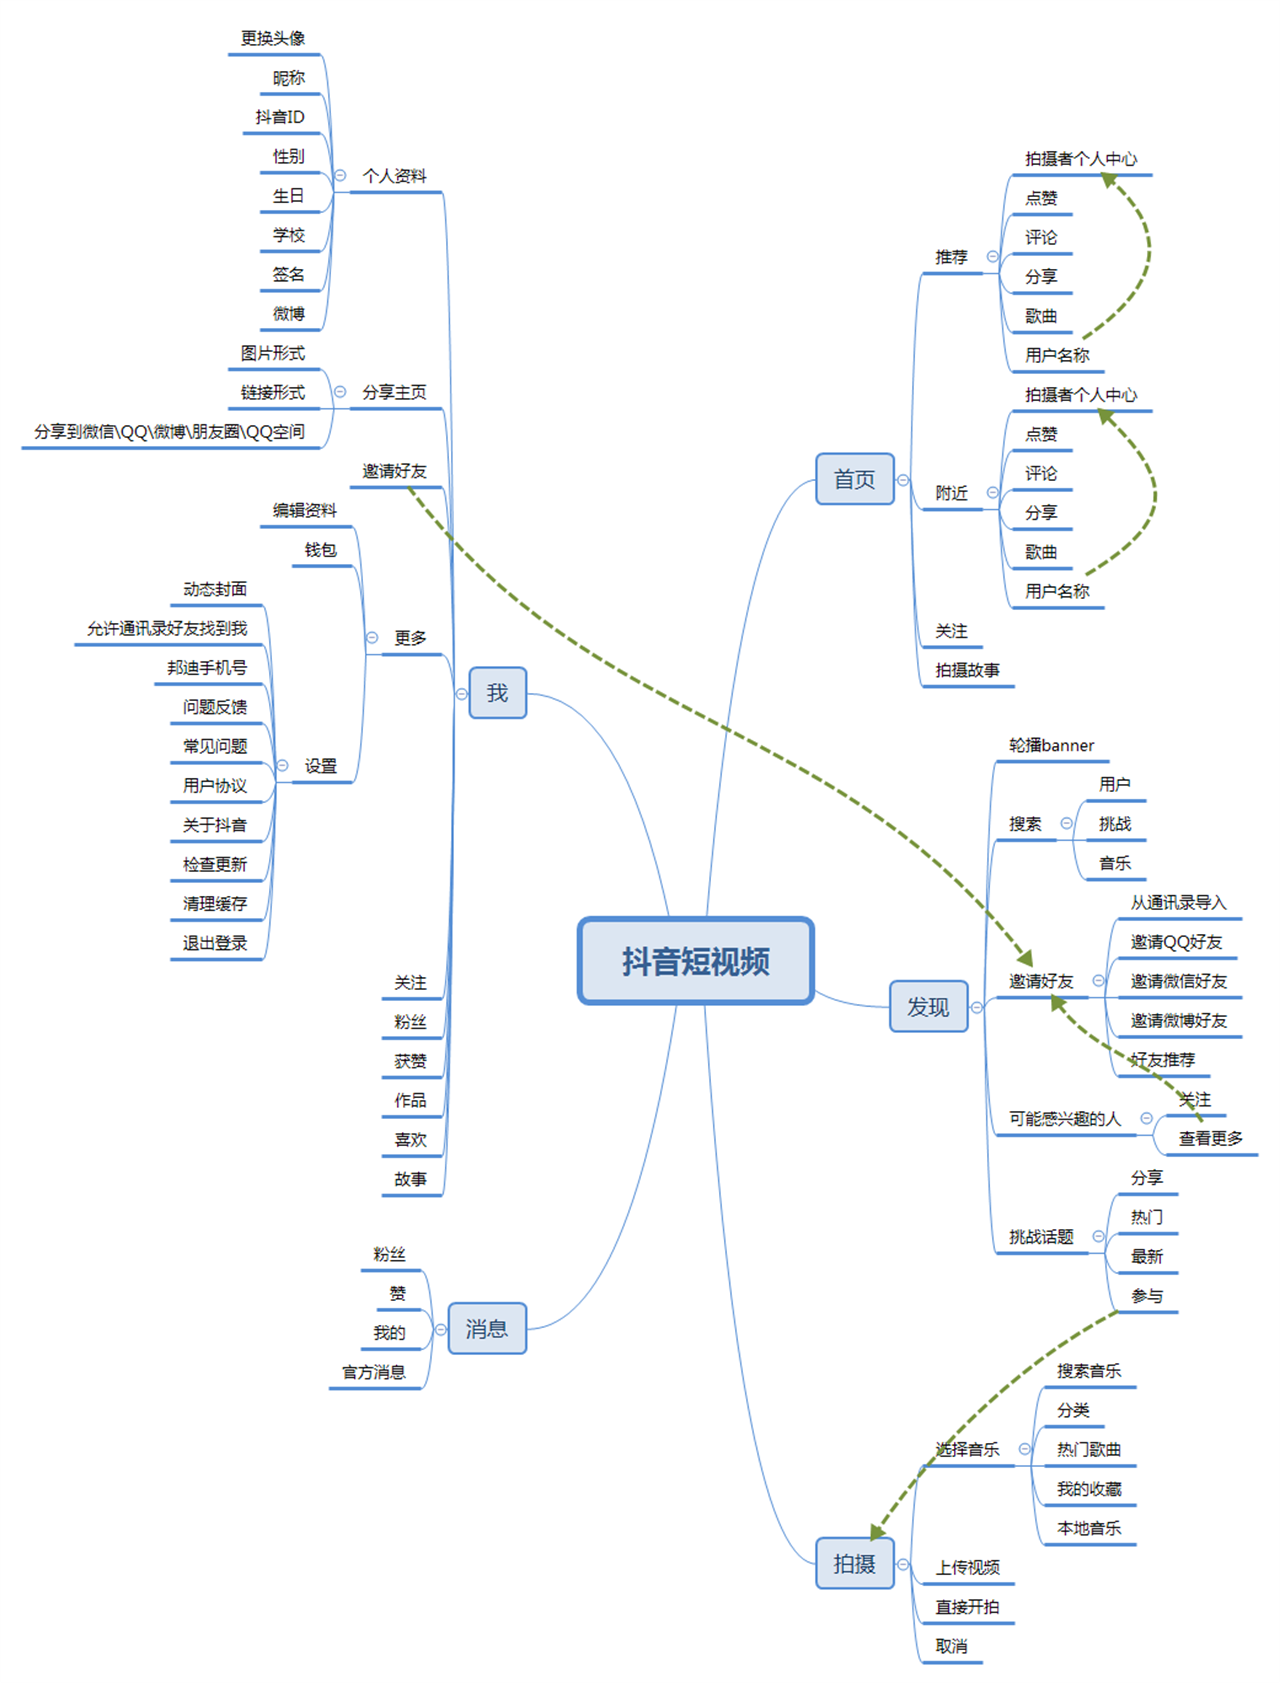 抖音短视频
首页
推荐
拍摄者个人中心
点赞
评论
分享
歌曲
用户名称
附近
拍摄者个人中心
点赞
评论
分享
歌曲
用户名称
关注
拍摄故事
发现
轮播banner
搜索
用户
挑战
音乐
邀请好友
从通讯录导入
邀请QQ好友
邀请微信好友
邀请微博好友
好友推荐
可能感兴趣的人
关注
查看更多
挑战话题
分享
热门
最新
参与
拍摄
选择音乐
搜索音乐
分类
热门歌曲
我的收藏
本地音乐
上传视频
直接开拍
取消
我
个人资料
更换头像
昵称
抖音ID
性别
生日
学校
签名
微博
分享主页
图片形式
链接形式
分享到微信\QQ\微博\朋友圈\QQ空间
邀请好友
更多
编辑资料
钱包
设置
动态封面
允许通讯录好友找到我
邦迪手机号
问题反馈
常见问题
用户协议
关于抖音
检查更新
清理缓存
退出登录
关注
粉丝
获赞
作品
喜欢
故事
消息
粉丝
赞
我的
官方消息